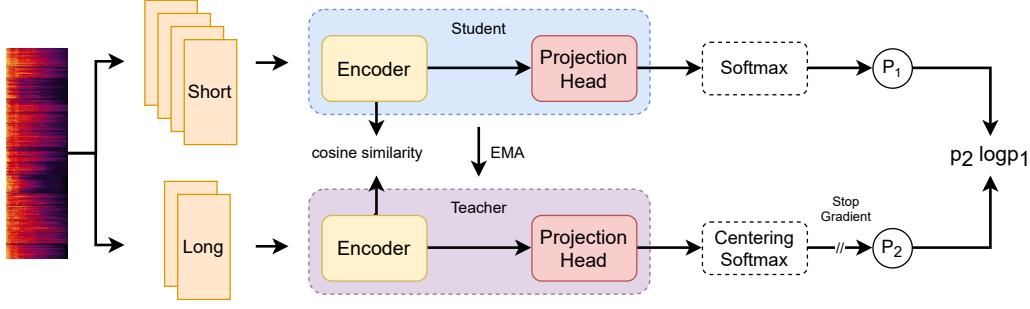 Student
Short
Encoder
Projection
Head
Softmax
P1
cosine similarity
EMA
p2 logp1
Teacher
Long
Encoder
Projection
Head
Centering
Softmax
Stop
Gradient
//
P2